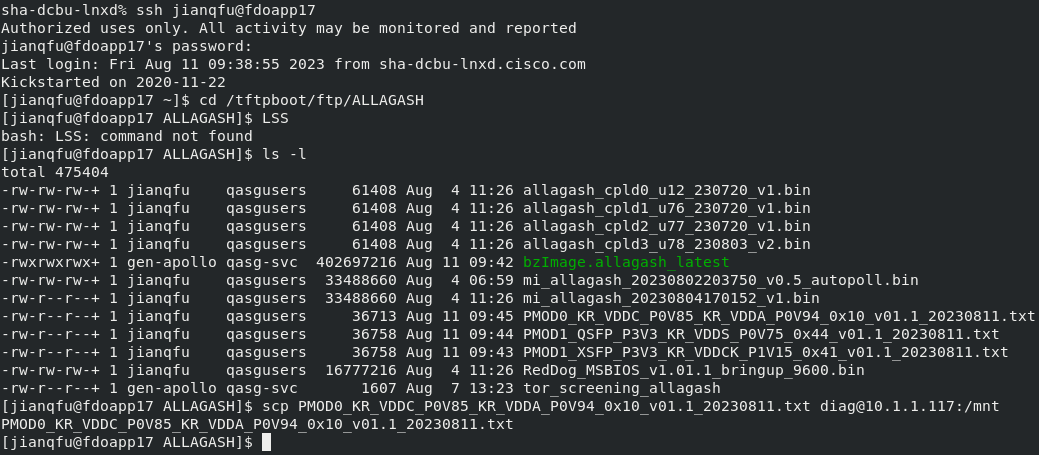 sha-dcbu-lnxd% ssh jianqfu@fdoapp17
Authorized uses only. All activity may be monitored and reported
jianqfu@fdoapp17's password:
Last login: Fri Aug 11 09:38:55 2023 from sha-dcbu-lnxd.cisco.com
Kickstarted on 2020-11-22
[jianqfu@fdoapp17 ~]$ cd /tftpboot/ftp/ALLAGASH
[jianqfu@fdoapp17 ALLAGASH]$ LSS
bash: LSS: command not found
[jianqfu@fdoapp17 ALLAGASH]$ ls -l
total 475404
-rw-rw-rw-+ 1 jianqfu    qasgusers     61408 Aug  4 11:26 allagash_cpld0_u12_230720_v1.bin
-rw-rw-rw-+ 1 jianqfu    qasgusers     61408 Aug  4 11:26 allagash_cpld1_u76_230720_v1.bin
-rw-rw-rw-+ 1 jianqfu    qasgusers     61408 Aug  4 11:26 allagash_cpld2_u77_230720_v1.bin
-rw-rw-rw-+ 1 jianqfu    qasgusers     61408 Aug  4 11:26 allagash_cpld3_u78_230803_v2.bin
-rwxrwxrwx+ 1 gen-apollo qasg-svc  402697216 Aug 11 09:42 bzImage.allagash_latest
-rw-rw-rw-+ 1 jianqfu    qasgusers  33488660 Aug  4 06:59 mi_allagash_20230802203750_v0.5_autopoll.bin
-rw-r--r--+ 1 jianqfu    qasgusers  33488660 Aug  4 11:26 mi_allagash_20230804170152_v1.bin
-rw-r--r--+ 1 jianqfu    qasgusers     36713 Aug 11 09:45 PMOD0_KR_VDDC_P0V85_KR_VDDA_P0V94_0x10_v01.1_20230811.txt
-rw-r--r--+ 1 jianqfu    qasgusers     36758 Aug 11 09:44 PMOD1_QSFP_P3V3_KR_VDDS_P0V75_0x44_v01.1_20230811.txt
-rw-r--r--+ 1 jianqfu    qasgusers     36758 Aug 11 09:43 PMOD1_XSFP_P3V3_KR_VDDCK_P1V15_0x41_v01.1_20230811.txt
-rw-rw-rw-+ 1 jianqfu    qasgusers  16777216 Aug  4 11:26 RedDog_MSBIOS_v1.01.1_bringup_9600.bin
-rw-r--r--+ 1 gen-apollo qasg-svc       1607 Aug  7 13:23 tor_screening_allagash
[jianqfu@fdoapp17 ALLAGASH]$ scp PMOD0_KR_VDDC_P0V85_KR_VDDA_P0V94_0x10_v01.1_20230811.txt diag@10.1.1.117:/mnt
PMOD0_KR_VDDC_P0V85_KR_VDDA_P0V94_0x10_v01.1_20230811.txt
[jianqfu@fdoapp17 ALLAGASH]$